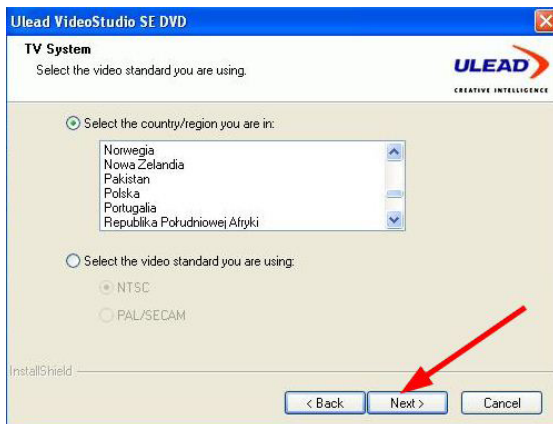 Ulead VideoStudio SE DVD
TV System
Select the video standard you are using.
ULEAD
CREATIVE INTELLIGENCE
Select the country/region you are in:
Norwegia
Nowa Zelandia
Pakistan
Polska
Portugalia
Republika Południowej Afryki
Select the video standard you are using:
NTSC
PAL/SECAM
InstallShield
< Back
Next >
Cancel